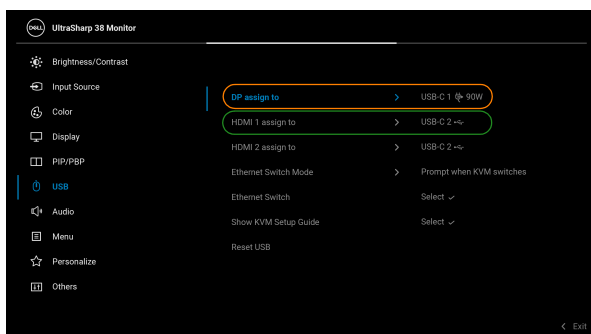 DELL UltraSharp 38 Monitor
Brightness/Contrast
Input Source
Color
Display
PIP/PBP
USB
Audio
Menu
Personalize
Others
DP assign to > USB-C 1 90W
HDMI 1 assign to > USB-C 2
HDMI 2 assign to > USB-C 2
Ethernet Switch Mode > Prompt when KVM switches
Ethernet Switch Select ✓
Show KVM Setup Guide Select ✓
Reset USB
< Exit